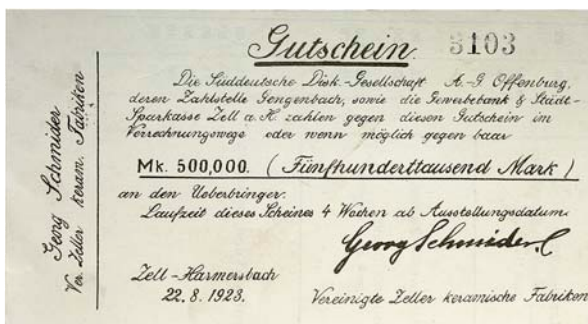 Gutschein. 3103
Die Süddeutsche Disk.-Gesellschaft A.-G. Offenburg,
deren Zahlstelle Gengenbach, sowie die Gewerbebank & Städt-
Sparkasse Zell a. H. zahlen gegen diesen Gutschein im
Verrechnungswege oder wenn möglich gegen baar
Mk. 500,000. (Fünfhunderttausend Mark)
an den Ueberbringer.
Laufzeit dieses Scheines 4 Wochen ab Ausstellungsdatum.
Georg Schmider
Zell-Harmersbach
22. 8. 1923.
Vereinigte Zeller keramische Fabriken
Georg Schmider
Ver. Zeller keram. Fabriken